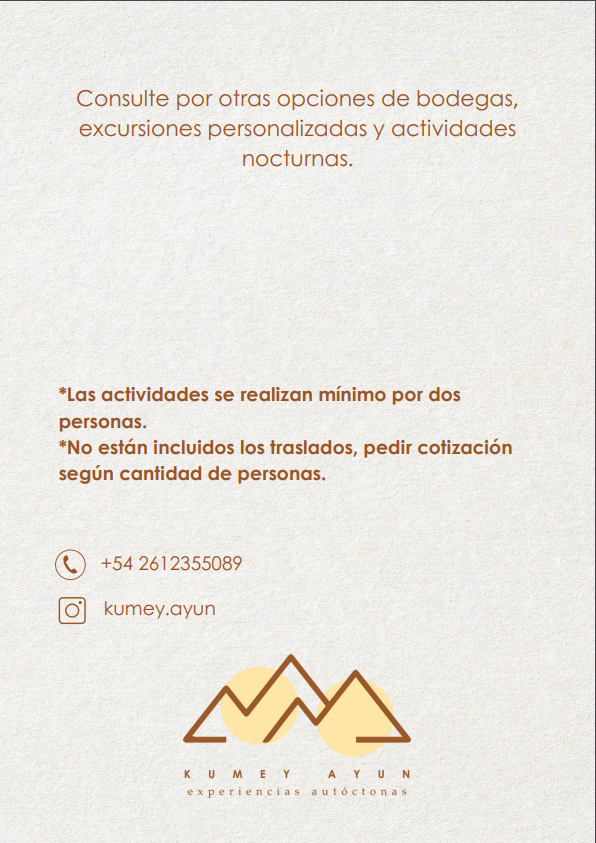 Consulte por otras opciones de bodegas,
excursiones personalizadas y actividades
nocturnas.
*Las actividades se realizan mínimo por dos
personas.
*No están incluidos los traslados, pedir cotización
según cantidad de personas.
+54 2612355089
kumey.ayun
KUMEY AYUN
experiencias autóctonas